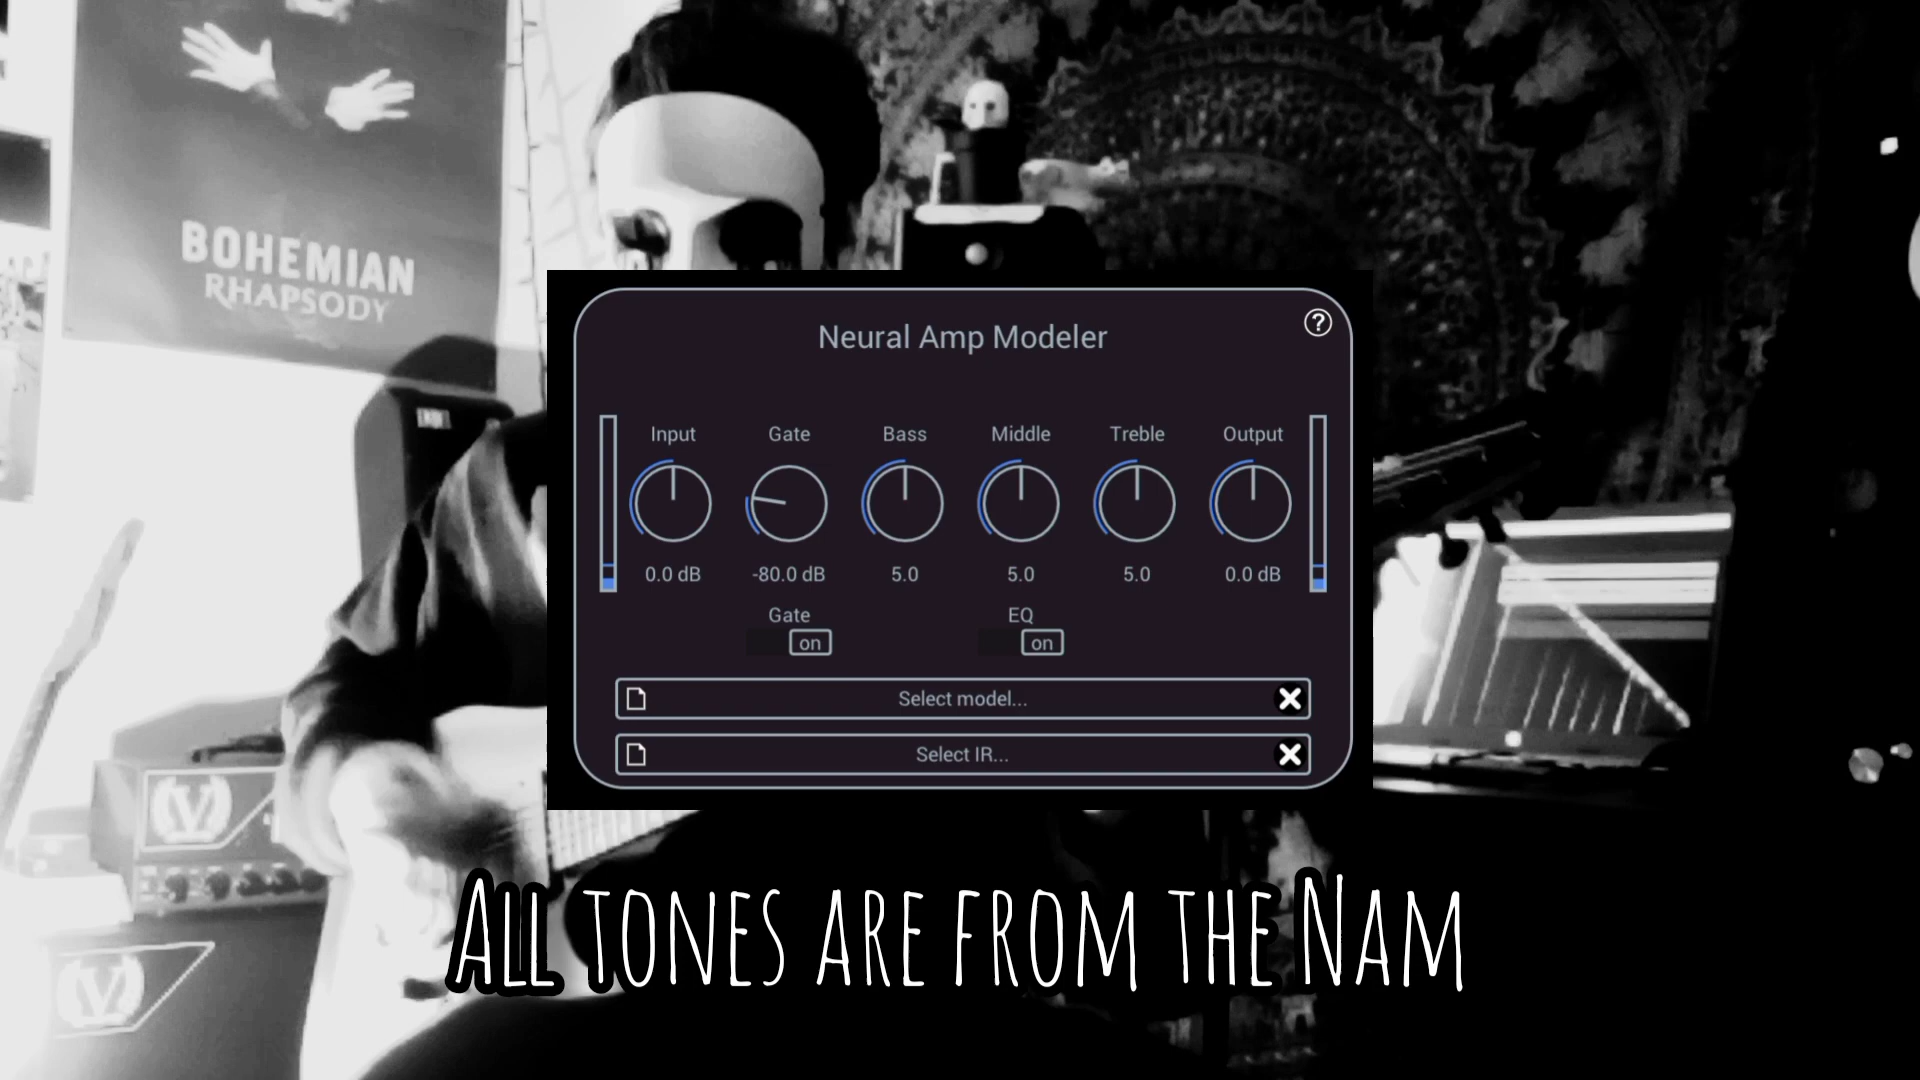 BOHEMIAN
RHAPSODY
Neural Amp Modeler
?
Input Gate Bass Middle Treble Output
0.0 dB -80.0 dB 5.0 5.0 5.0 0.0 dB
Gate EQ
on on
Select model...
Select IR...
V
V
All tones are from the Nam